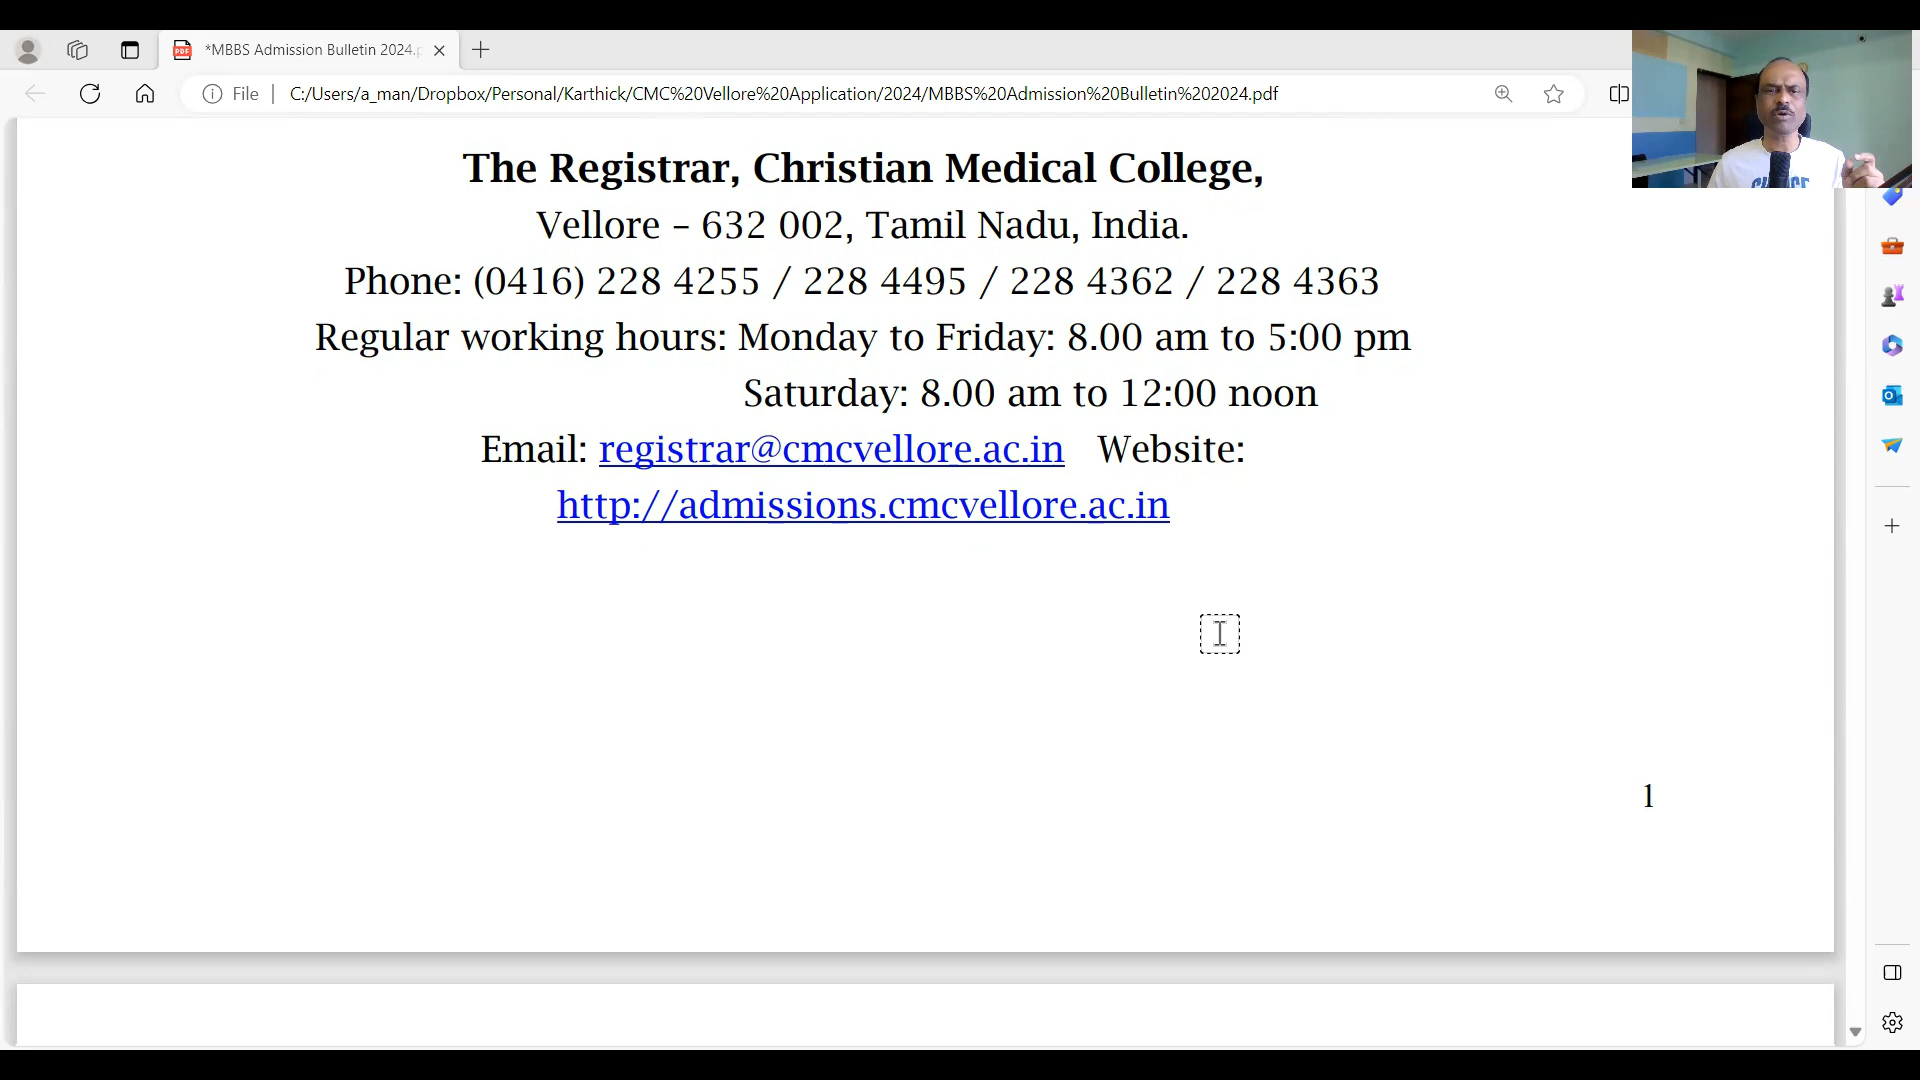 *MBBS Admission Bulletin 2024.p
File
C:/Users/a_man/Dropbox/Personal/Karthick/CMC%20Vellore%20Application/2024/MBBS%20Admission%20Bulletin%202024.pdf
The Registrar, Christian Medical College,
Vellore – 632 002, Tamil Nadu, India.
Phone: (0416) 228 4255 / 228 4495 / 228 4362 / 228 4363
Regular working hours: Monday to Friday: 8.00 am to 5:00 pm
Saturday: 8.00 am to 12:00 noon
Email: registrar@cmcvellore.ac.in Website:
http://admissions.cmcvellore.ac.in
1